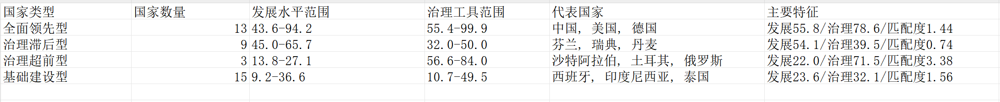 国家类型 国家数量 发展水平范围 治理工具范围 代表国家 主要特征
全面领先型 13 43.6-94.2 55.4-99.9 中国, 美国, 德国 发展55.8/治理78.6/匹配度1.44
治理滞后型 9 45.0-65.7 32.0-50.0 芬兰, 瑞典, 丹麦 发展54.1/治理39.5/匹配度0.74
治理超前型 3 13.8-27.1 56.6-84.0 沙特阿拉伯, 土耳其, 俄罗斯 发展22.0/治理71.5/匹配度3.38
基础建设型 15 9.2-36.6 10.7-49.5 西班牙, 印度尼西亚, 泰国 发展23.6/治理32.1/匹配度1.56